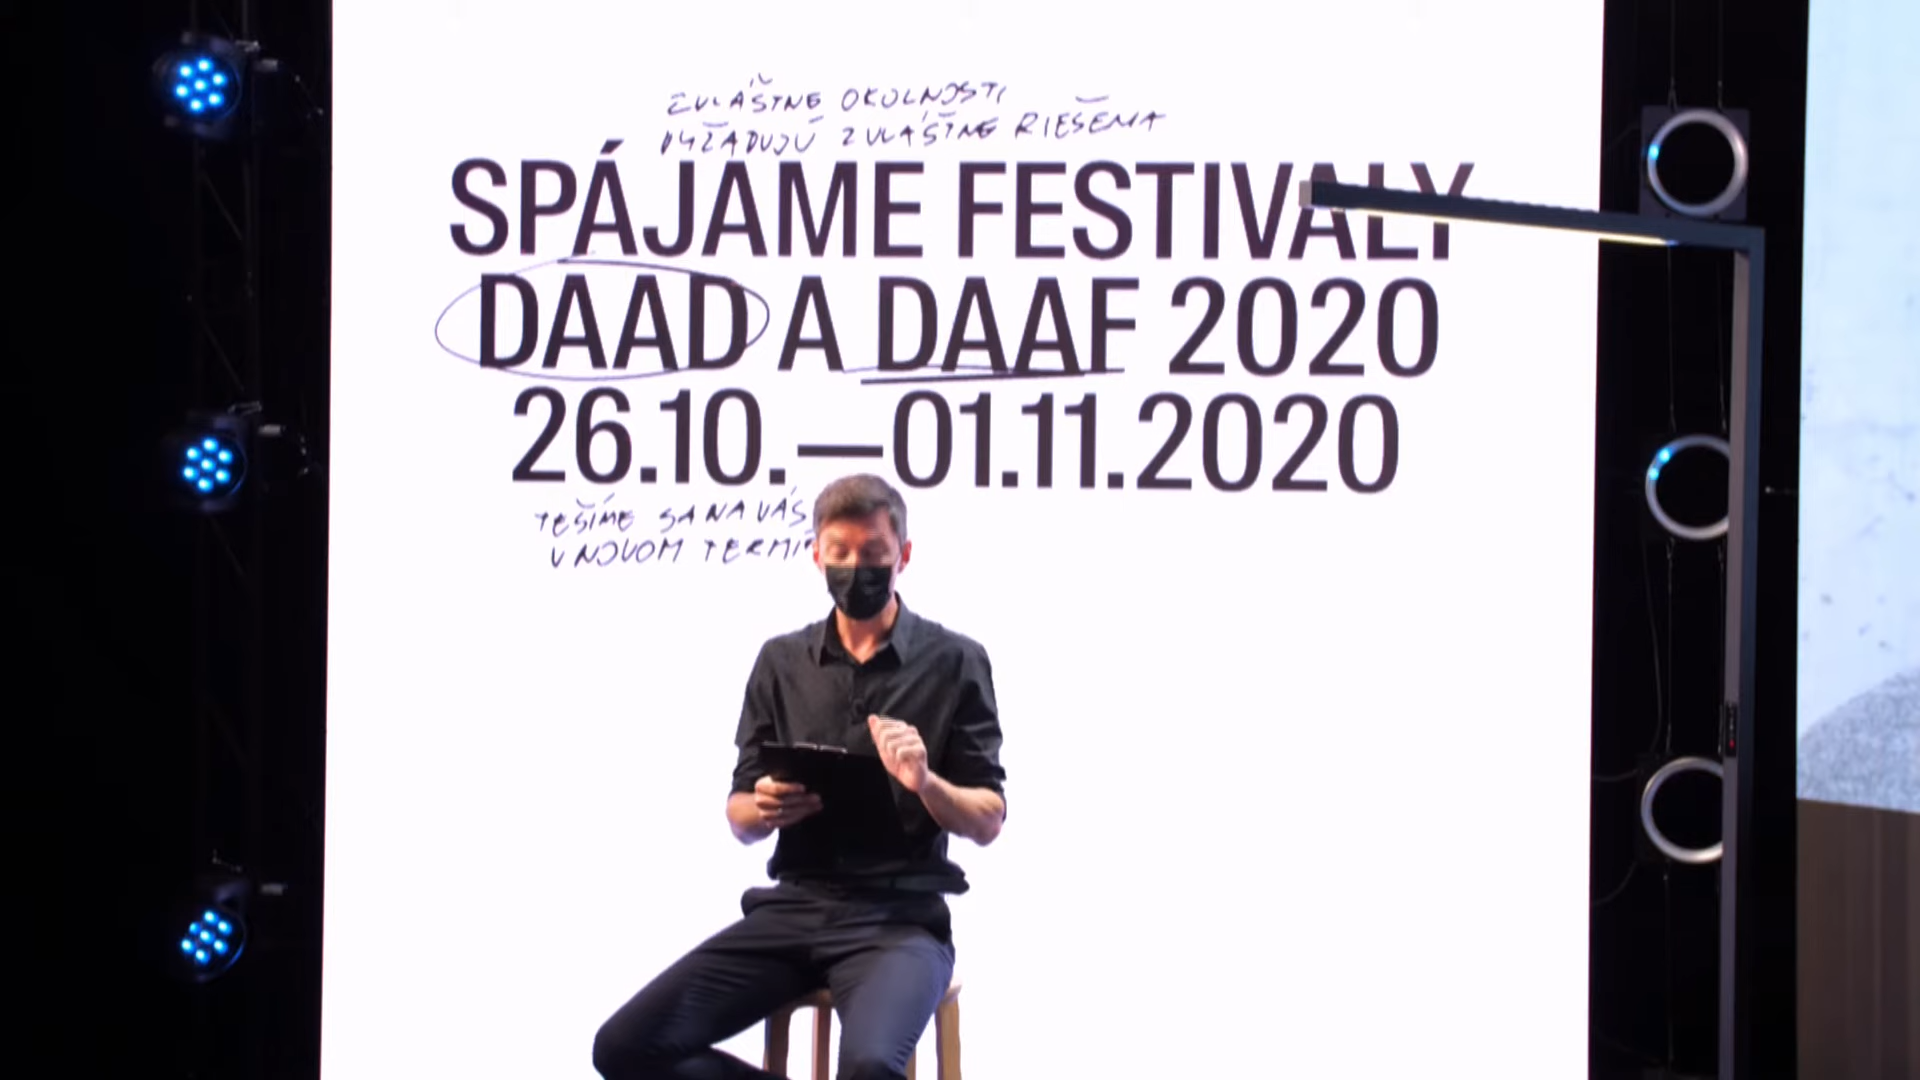 ZVLÁŠTNE OKOLNOSTI
VYŽADUJÚ ZVLÁŠTNE RIEŠENIA
SPÁJAME FESTIVALY
DAAD A DAAF 2020
26.10.—01.11.2020
TEŠÍME SA NA VÁS
V NOVOM